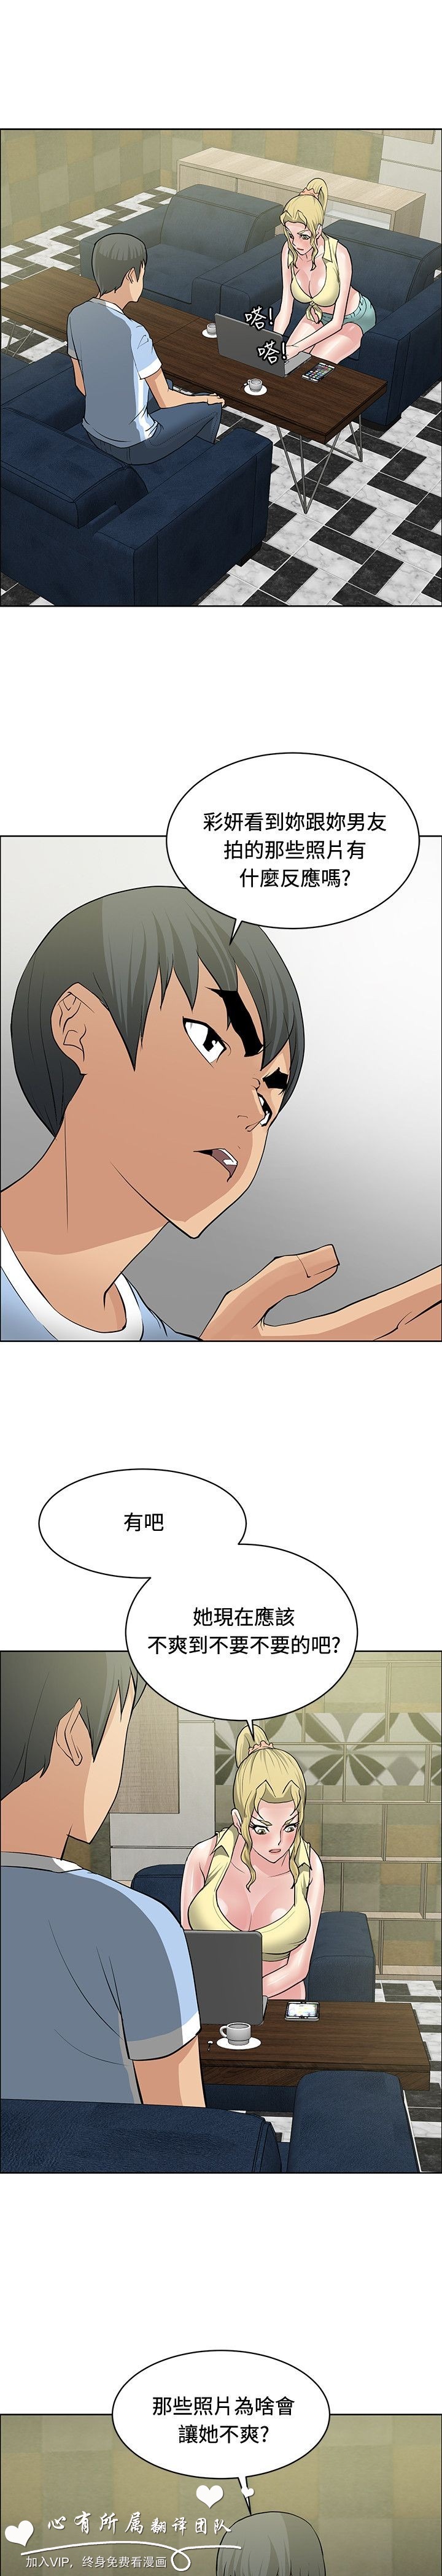 嗒!
嗒!
彩妍看到妳跟妳男友
拍的那些照片有
什麼反應嗎?
有吧
她現在應該
不爽到不要不要的吧?
那些照片為啥會
讓她不爽?
心有所属翻译团队
加入VIP，终身免费看漫画